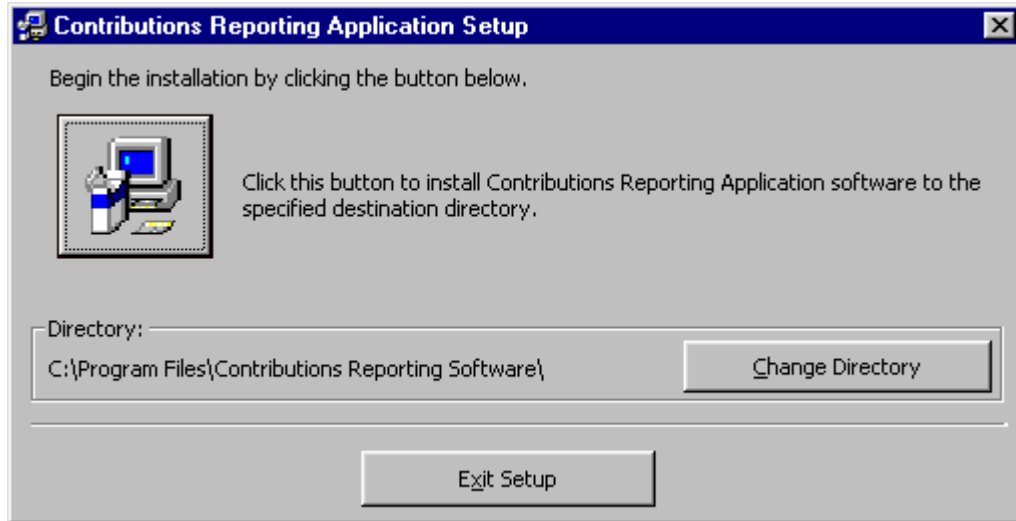 Contributions Reporting Application Setup
Begin the installation by clicking the button below.
Click this button to install Contributions Reporting Application software to the
specified destination directory.
Directory:
C:\Program Files\Contributions Reporting Software\
Change Directory
Exit Setup